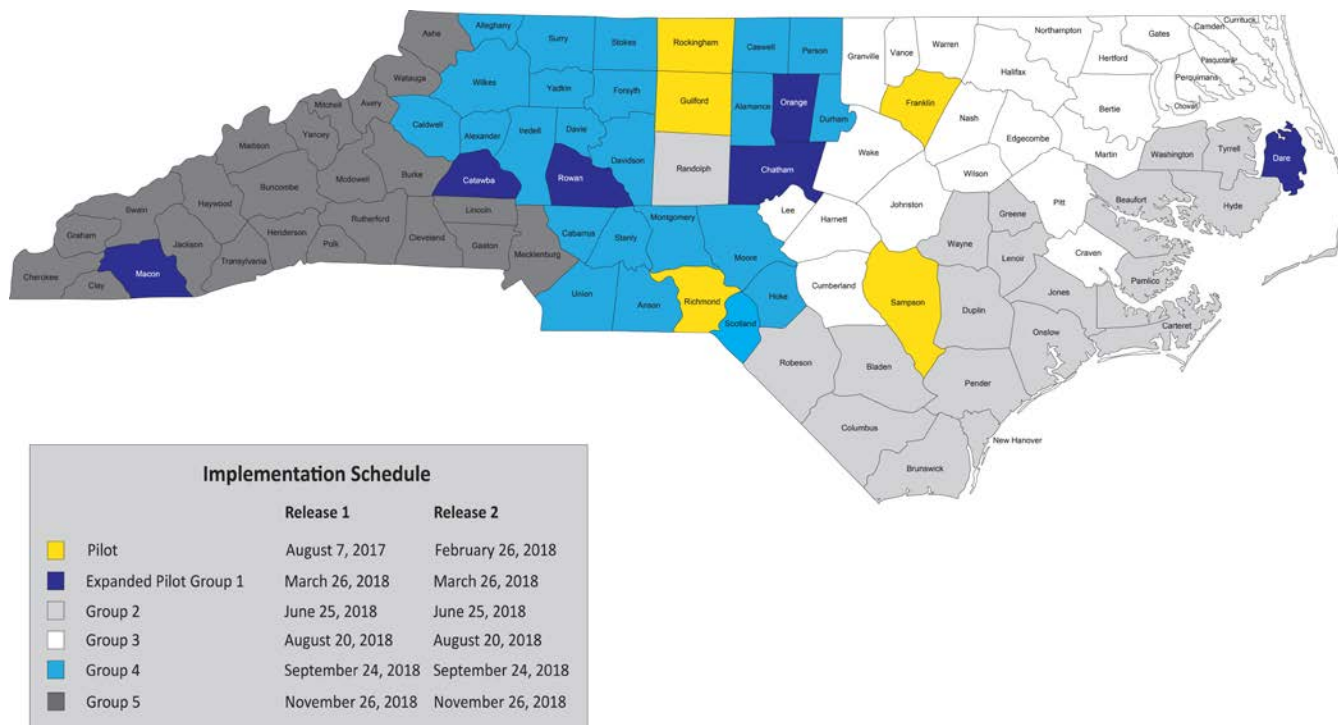 Currituck
Alleghany
Northampton
Gates
Camden
Ashe
Surry
Stokes
Rockingham
Caswell
Person
Vance
Warren
Granville
Hertford
Pasquotank
Watauga
Wilkes
Halifax
Perquimans
Yadkin
Forsyth
Guilford
Orange
Franklin
Mitchell
Avery
Alamance
Durham
Chowan
Bertie
Caldwell
Nash
Yancey
Alexander
Iredell
Davie
Edgecombe
Madison
Davidson
Wake
Martin
Washington
Tyrrell
Dare
Burke
Randolph
Chatham
Mcdowell
Catawba
Rowan
Wilson
Buncombe
Haywood
Swain
Lincoln
Lee
Johnston
Pitt
Beaufort
Hyde
Greene
Rutherford
Montgomery
Harnett
Graham
Henderson
Cleveland
Gaston
Cabarrus
Stanly
Wayne
Jackson
Polk
Mecklenburg
Moore
Lenoir
Craven
Transylvania
Cherokee
Macon
Clay
Pamlico
Union
Anson
Richmond
Hoke
Cumberland
Sampson
Duplin
Jones
Scotland
Carteret
Onslow
Robeson
Bladen
Pender
Columbus
New Hanover
Brunswick
Implementation Schedule
Release 1 Release 2
Pilot August 7, 2017 February 26, 2018
Expanded Pilot Group 1 March 26, 2018 March 26, 2018
Group 2 June 25, 2018 June 25, 2018
Group 3 August 20, 2018 August 20, 2018
Group 4 September 24, 2018 September 24, 2018
Group 5 November 26, 2018 November 26, 2018